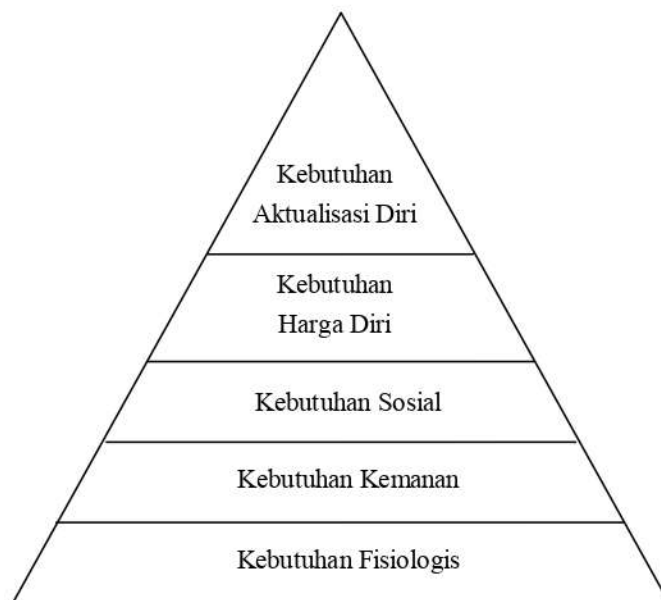 Kebutuhan
Aktualisasi Diri
Kebutuhan
Harga Diri
Kebutuhan Sosial
Kebutuhan Kemanan
Kebutuhan Fisiologis